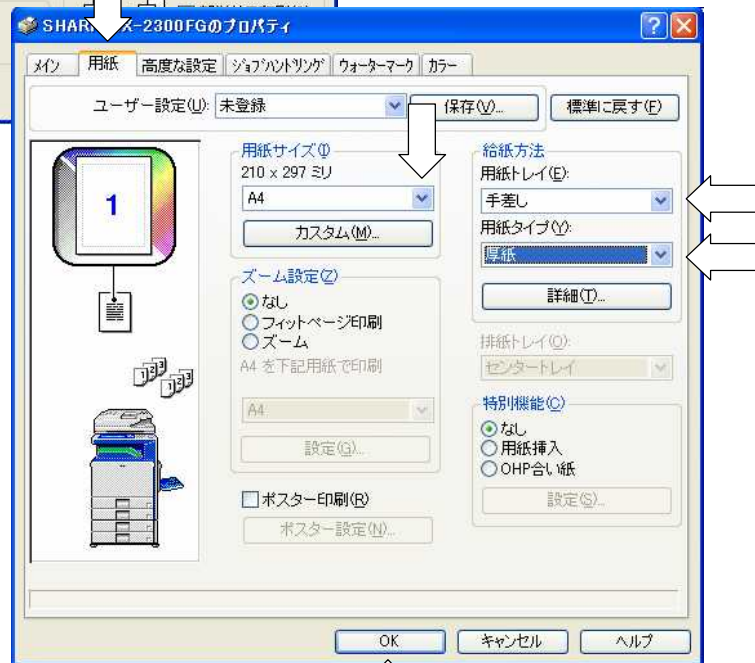 SHAR X-2300FGのプロパティ
メイン 用紙 高度な設定 ジョブハンドリング ウォーターマーク カラー
ユーザー設定(U): 未登録 保存(V)... 標準に戻す(F)
用紙サイズ(I)
210 x 297 ミリ
A4
カスタム(M)...
給紙方法
用紙トレイ(E):
手差し
用紙タイプ(Y):
厚紙
詳細(T)...
1
ズーム設定(Z)
なし
フィットページ印刷
ズーム
A4 を下記用紙で印刷
A4
設定(G)...
排紙トレイ(O):
センタートレイ
特別機能(C)
なし
用紙挿入
OHP合い紙
設定(S)...
1 2 3
1 2 3
ポスター印刷(R)
ポスター設定(N)...
OK キャンセル ヘルプ